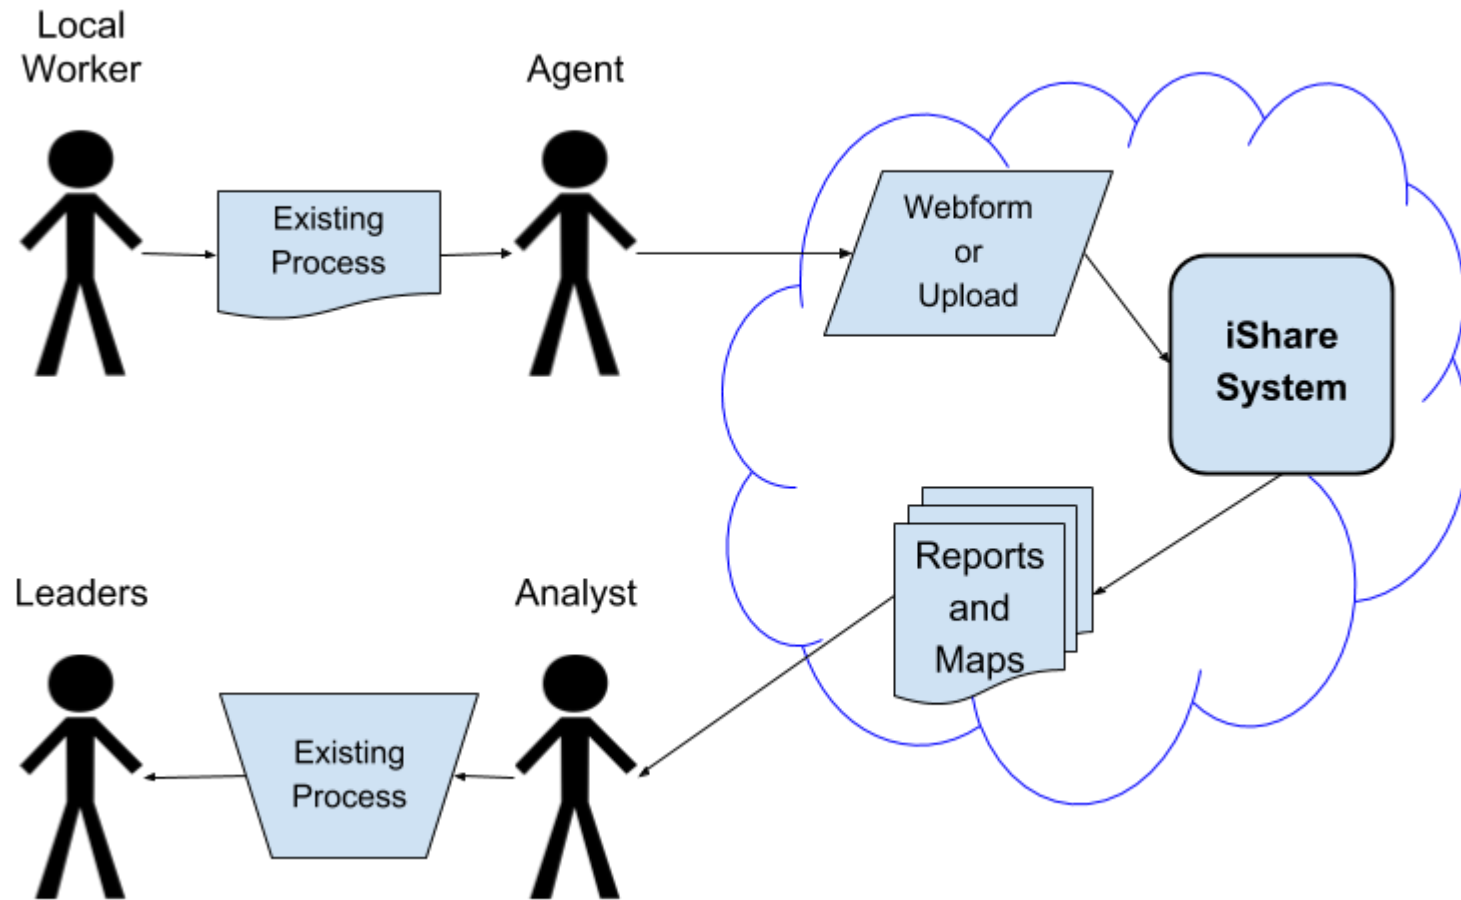 Local
Worker
Agent
Existing
Process
Webform
or
Upload
iShare
System
Reports
and
Maps
Leaders
Analyst
Existing
Process